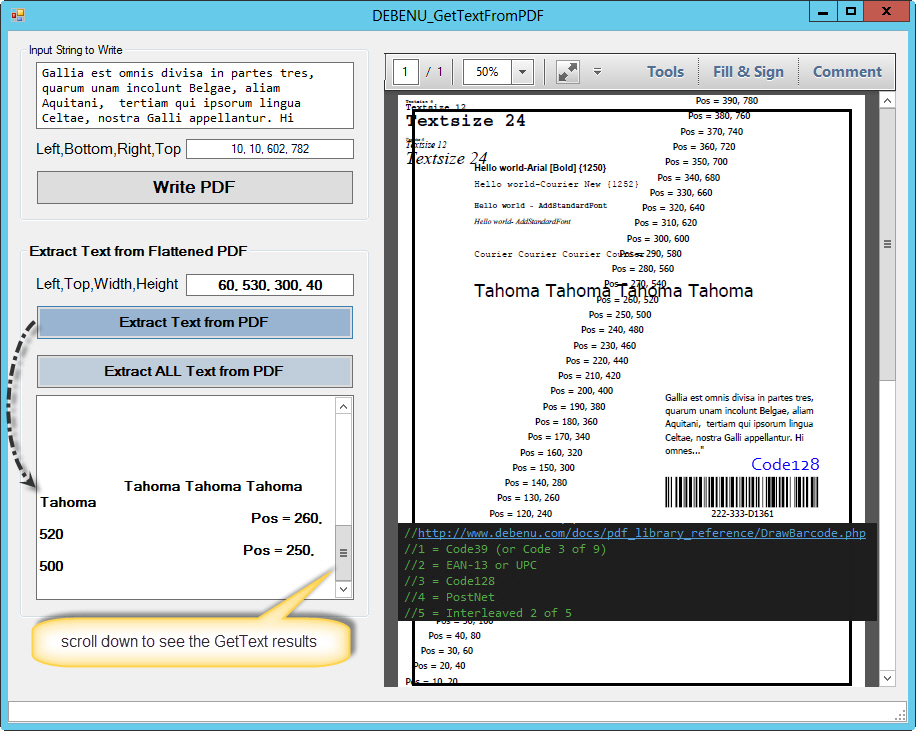 DEBENU_GetTextFromPDF
Input String to Write
Gallia est omnis divisa in partes tres,
quarum unam incolunt Belgae, aliam
Aquitani,  tertiam qui ipsorum lingua
Celtae, nostra Galli appellantur. Hi
Left,Bottom,Right,Top
10, 10, 602, 782
Write PDF
Extract Text from Flattened PDF
Left,Top,Width,Height
60, 530, 300, 40
Extract Text from PDF
Extract ALL Text from PDF
Tahoma Tahoma Tahoma
Tahoma
Pos = 260,
520
Pos = 250,
500
scroll down to see the GetText results
1 / 1
50%
Tools
Fill & Sign
Comment
Textsize 12
Textsize 24
Textsize 12
Textsize 24
Hello world-Arial [Bold] {1250}
Hello world-Courier New {1252}
Hello world - AddStandardFont
Hello world- AddStandardFont
Courier Courier Courier Courier
Tahoma Tahoma Tahoma Tahoma
Pos = 390, 780
Pos = 380, 760
Pos = 370, 740
Pos = 360, 720
Pos = 350, 700
Pos = 340, 680
Pos = 330, 660
Pos = 320, 640
Pos = 310, 620
Pos = 300, 600
Pos = 290, 580
Pos = 280, 560
Pos = 270, 540
Pos = 260, 520
Pos = 250, 500
Pos = 240, 480
Pos = 230, 460
Pos = 220, 440
Pos = 210, 420
Pos = 200, 400
Pos = 190, 380
Pos = 180, 360
Pos = 170, 340
Pos = 160, 320
Pos = 150, 300
Pos = 140, 280
Pos = 130, 260
Pos = 120, 240
Gallia est omnis divisa in partes tres,
quarum unam incolunt Belgae, aliam
Aquitani,  tertiam qui ipsorum lingua
Celtae, nostra Galli appellantur. Hi
omnes..."
Code128
222-333-D1361
//http://www.debenu.com/docs/pdf_library_reference/DrawBarcode.php
//1 = Code39 (or Code 3 of 9)
//2 = EAN-13 or UPC
//3 = Code128
//4 = PostNet
//5 = Interleaved 2 of 5
Pos = 50, 100
Pos = 40, 80
Pos = 30, 60
Pos = 20, 40
Pos = 10, 20